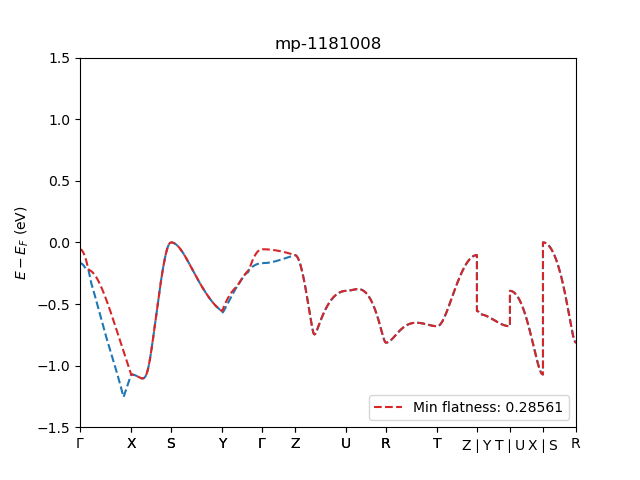 mp-1181008
E − E_F (eV)
1.5
1.0
0.5
0.0
−0.5
−1.0
−1.5
Min flatness: 0.28561
Γ X S Y Γ Z U R T Z | Y T | U X | S R